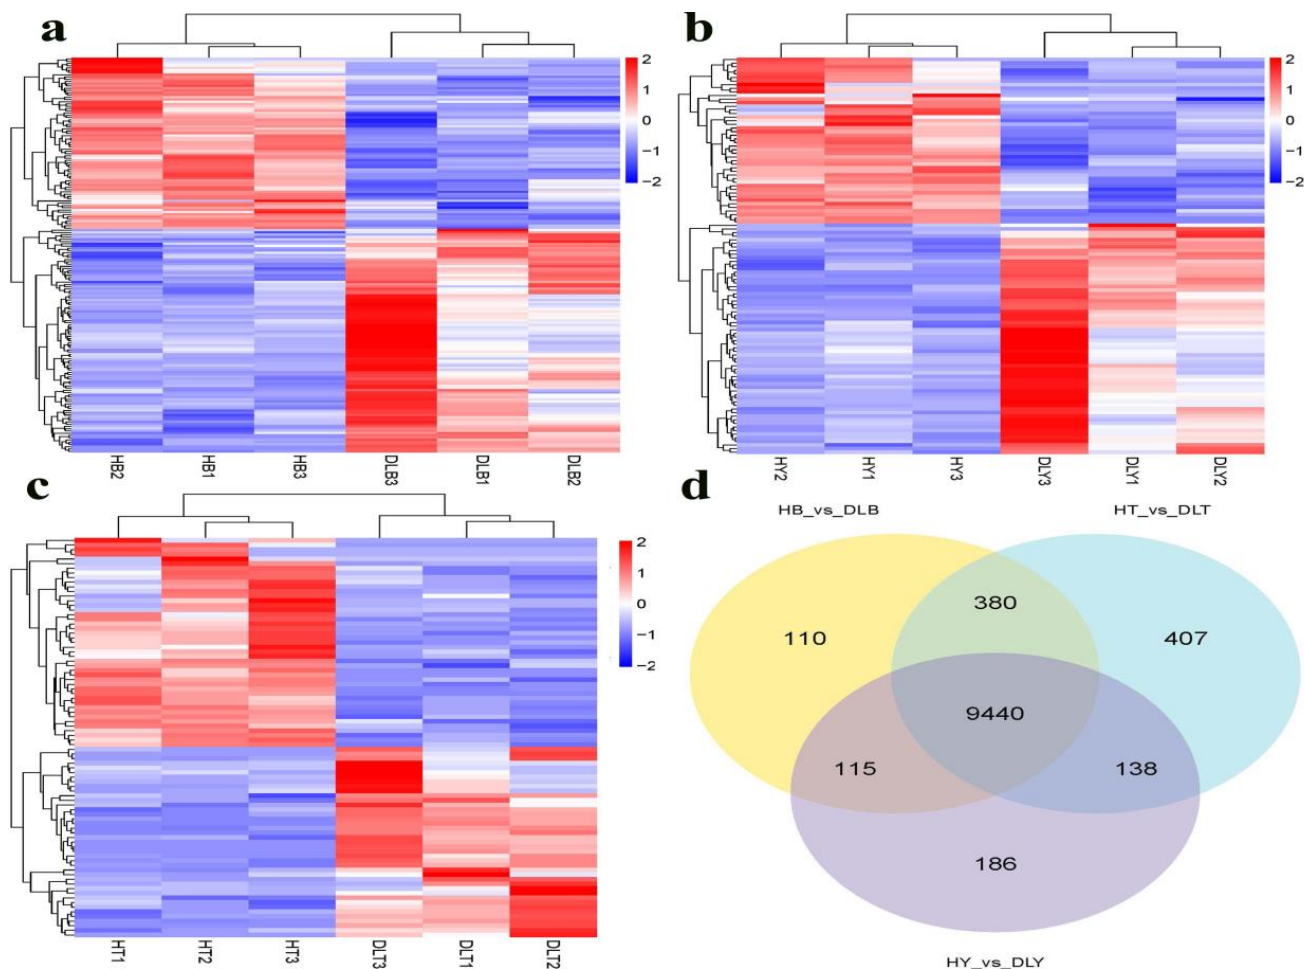 a
2
1
0
−1
−2
HB2
HB1
HB3
DLB3
DLB1
DLB2
b
2
1
0
−1
−2
HY2
HY1
HY3
DLY3
DLY1
DLY2
c
2
1
0
−1
−2
HT1
HT2
HT3
DLT3
DLT1
DLT2
d
HB_vs_DLB
HT_vs_DLT
380
110
407
9440
115
138
186
HY_vs_DLY